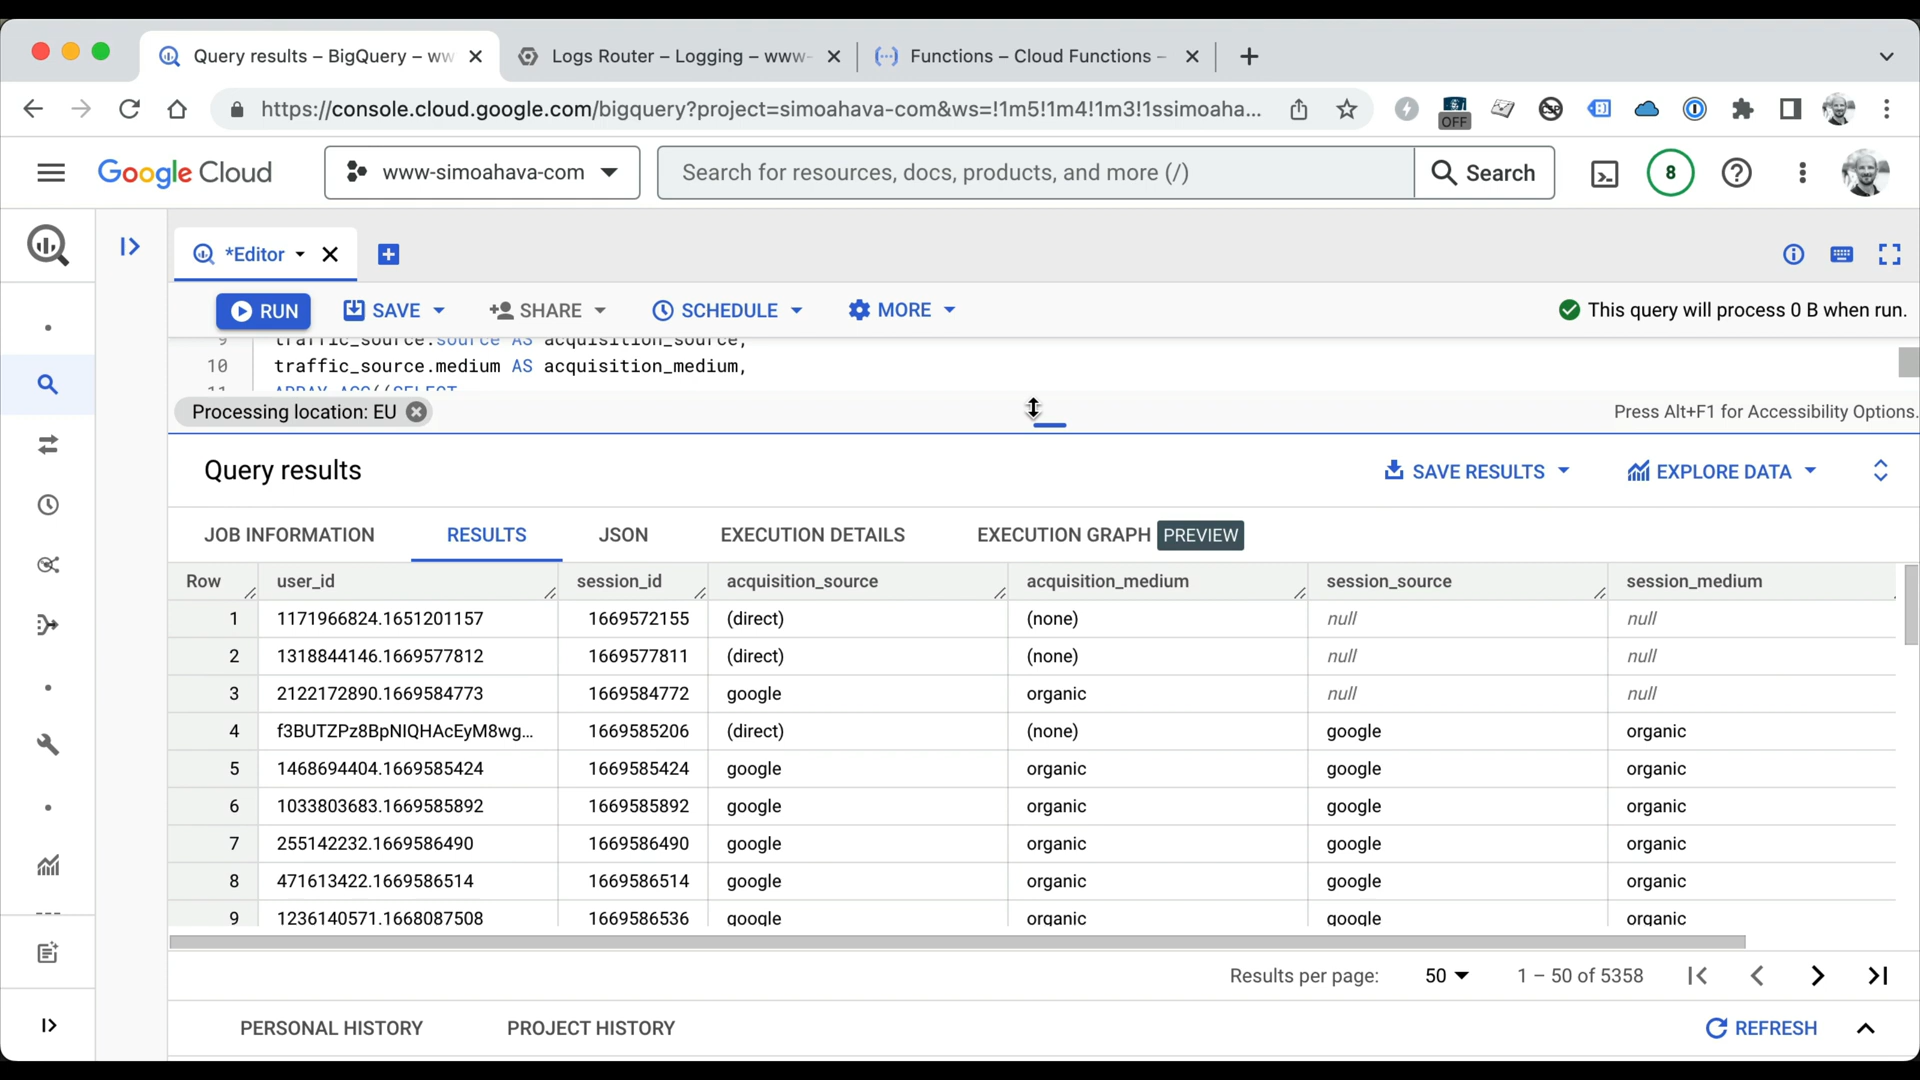 Query results – BigQuery – ww
Logs Router – Logging – www-
Functions – Cloud Functions –
https://console.cloud.google.com/bigquery?project=simoahava-com&ws=!1m5!1m4!1m3!1ssimoaha...
OFF
Google Cloud
www-simoahava-com
Search for resources, docs, products, and more (/)
Search
8
*Editor
RUN
SAVE
SHARE
SCHEDULE
MORE
This query will process 0 B when run.
9 traffic_source.source AS acquisition_source,
10 traffic_source.medium AS acquisition_medium,
11 ARRAY_AGG((SELECT
Processing location: EU
Press Alt+F1 for Accessibility Options.
Query results
SAVE RESULTS
EXPLORE DATA
JOB INFORMATION
RESULTS
JSON
EXECUTION DETAILS
EXECUTION GRAPH PREVIEW
Row user_id session_id acquisition_source acquisition_medium session_source session_medium
1 1171966824.1651201157 1669572155 (direct) (none) null null
2 1318844146.1669577812 1669577811 (direct) (none) null null
3 2122172890.1669584773 1669584772 google organic null null
4 f3BUTZPz8BpNIQHAcEyM8wg... 1669585206 (direct) (none) google organic
5 1468694404.1669585424 1669585424 google organic google organic
6 1033803683.1669585892 1669585892 google organic google organic
7 255142232.1669586490 1669586490 google organic google organic
8 471613422.1669586514 1669586514 google organic google organic
9 1236140571.1668087508 1669586536 google organic google organic
Results per page: 50 1 – 50 of 5358
PERSONAL HISTORY
PROJECT HISTORY
REFRESH